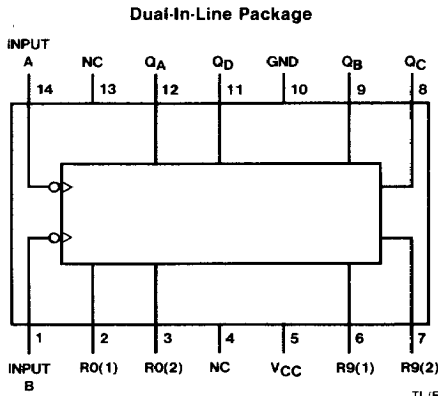 Dual-In-Line Package
INPUT
A NC QA QD GND QB QC
14 13 12 11 10 9 8
1 2 3 4 5 6 7
INPUT R0(1) R0(2) NC VCC R9(1) R9(2)
B